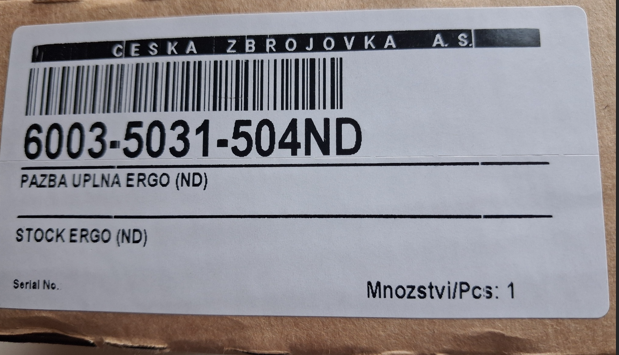 CESKA ZBROJOVKA A.S.
6003-5031-504ND
PAZBA UPLNA ERGO (ND)
STOCK ERGO (ND)
Serial No.
Mnozstvi/Pcs: 1